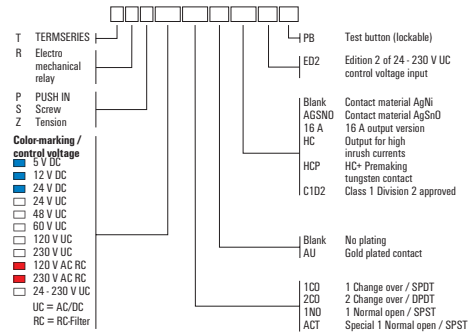 T TERMSERIES
R Electro
mechanical
relay
P PUSH IN
S Screw
Z Tension
Color-marking /
control voltage
5 V DC
12 V DC
24 V DC
24 V UC
48 V UC
60 V UC
120 V UC
230 V UC
120 V AC RC
230 V AC RC
24 - 230 V UC
UC = AC/DC
RC = RC-Filter
PB Test button (lockable)
ED2 Edition 2 of 24 - 230 V UC
control voltage input
Blank Contact material AgNi
AGSNO Contact material AgSnO
16 A 16 A output version
HC Output for high
inrush currents
HCP HC+ Premaking
tungsten contact
C1D2 Class 1 Division 2 approved
Blank No plating
AU Gold plated contact
1CO 1 Change over / SPDT
2CO 2 Change over / DPDT
1NO 1 Normal open / SPST
ACT Special 1 Normal open / SPST